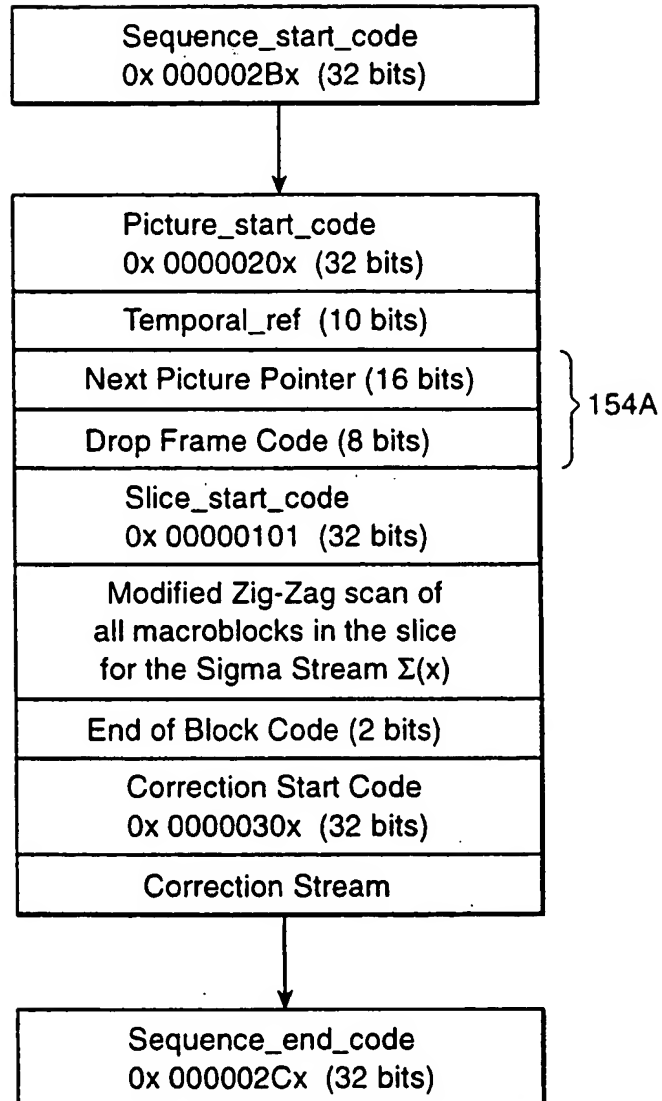 Sequence_start_code
0x 000002Bx (32 bits)
Picture_start_code
0x 0000020x (32 bits)
Temporal_ref (10 bits)
Next Picture Pointer (16 bits)
154A
Drop Frame Code (8 bits)
Slice_start_code
0x 00000101 (32 bits)
Modified Zig-Zag scan of
all macroblocks in the slice
for the Sigma Stream Σ(x)
End of Block Code (2 bits)
Correction Start Code
0x 0000030x (32 bits)
Correction Stream
Sequence_end_code
0x 000002Cx (32 bits)